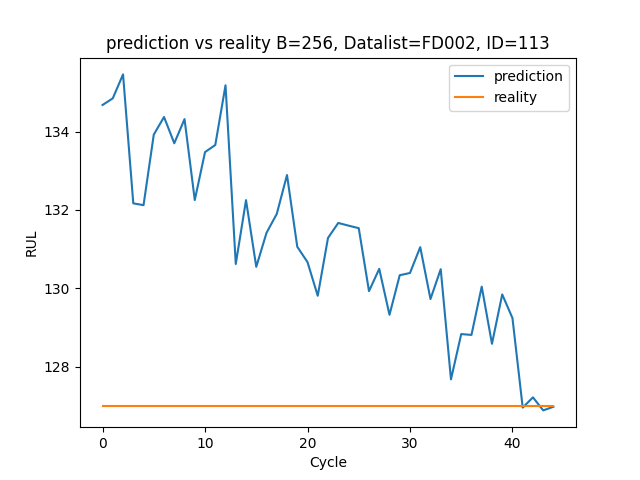 prediction vs reality B=256, Datalist=FD002, ID=113
prediction
reality
134
132
130
128
RUL
0
10
20
30
40
Cycle